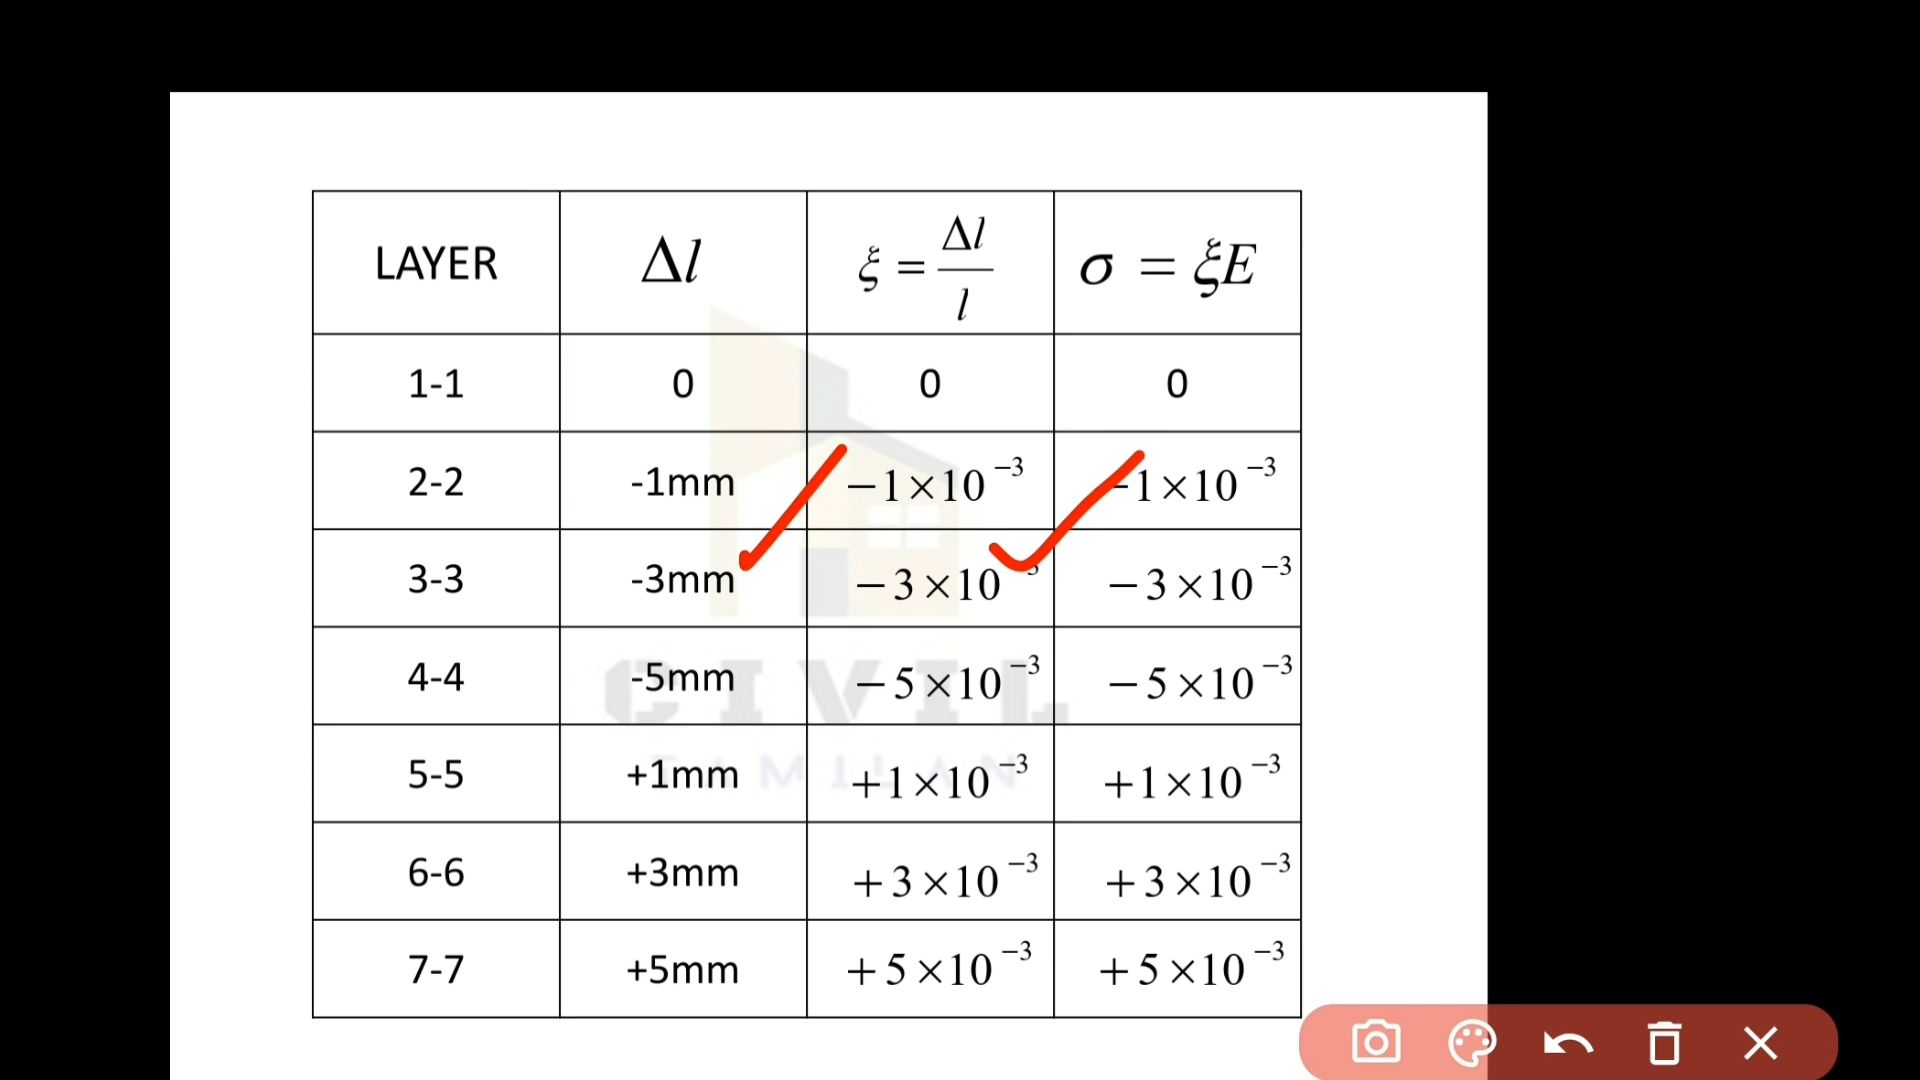 LAYER Δl ξ = Δl/l σ = ξE
1-1 0 0 0
2-2 -1mm −1×10⁻³ -1×10⁻³
3-3 -3mm −3×10⁻³ −3×10⁻³
4-4 -5mm −5×10⁻³ −5×10⁻³
5-5 +1mm +1×10⁻³ +1×10⁻³
6-6 +3mm +3×10⁻³ +3×10⁻³
7-7 +5mm +5×10⁻³ +5×10⁻³
CIVIL
TAMILAN